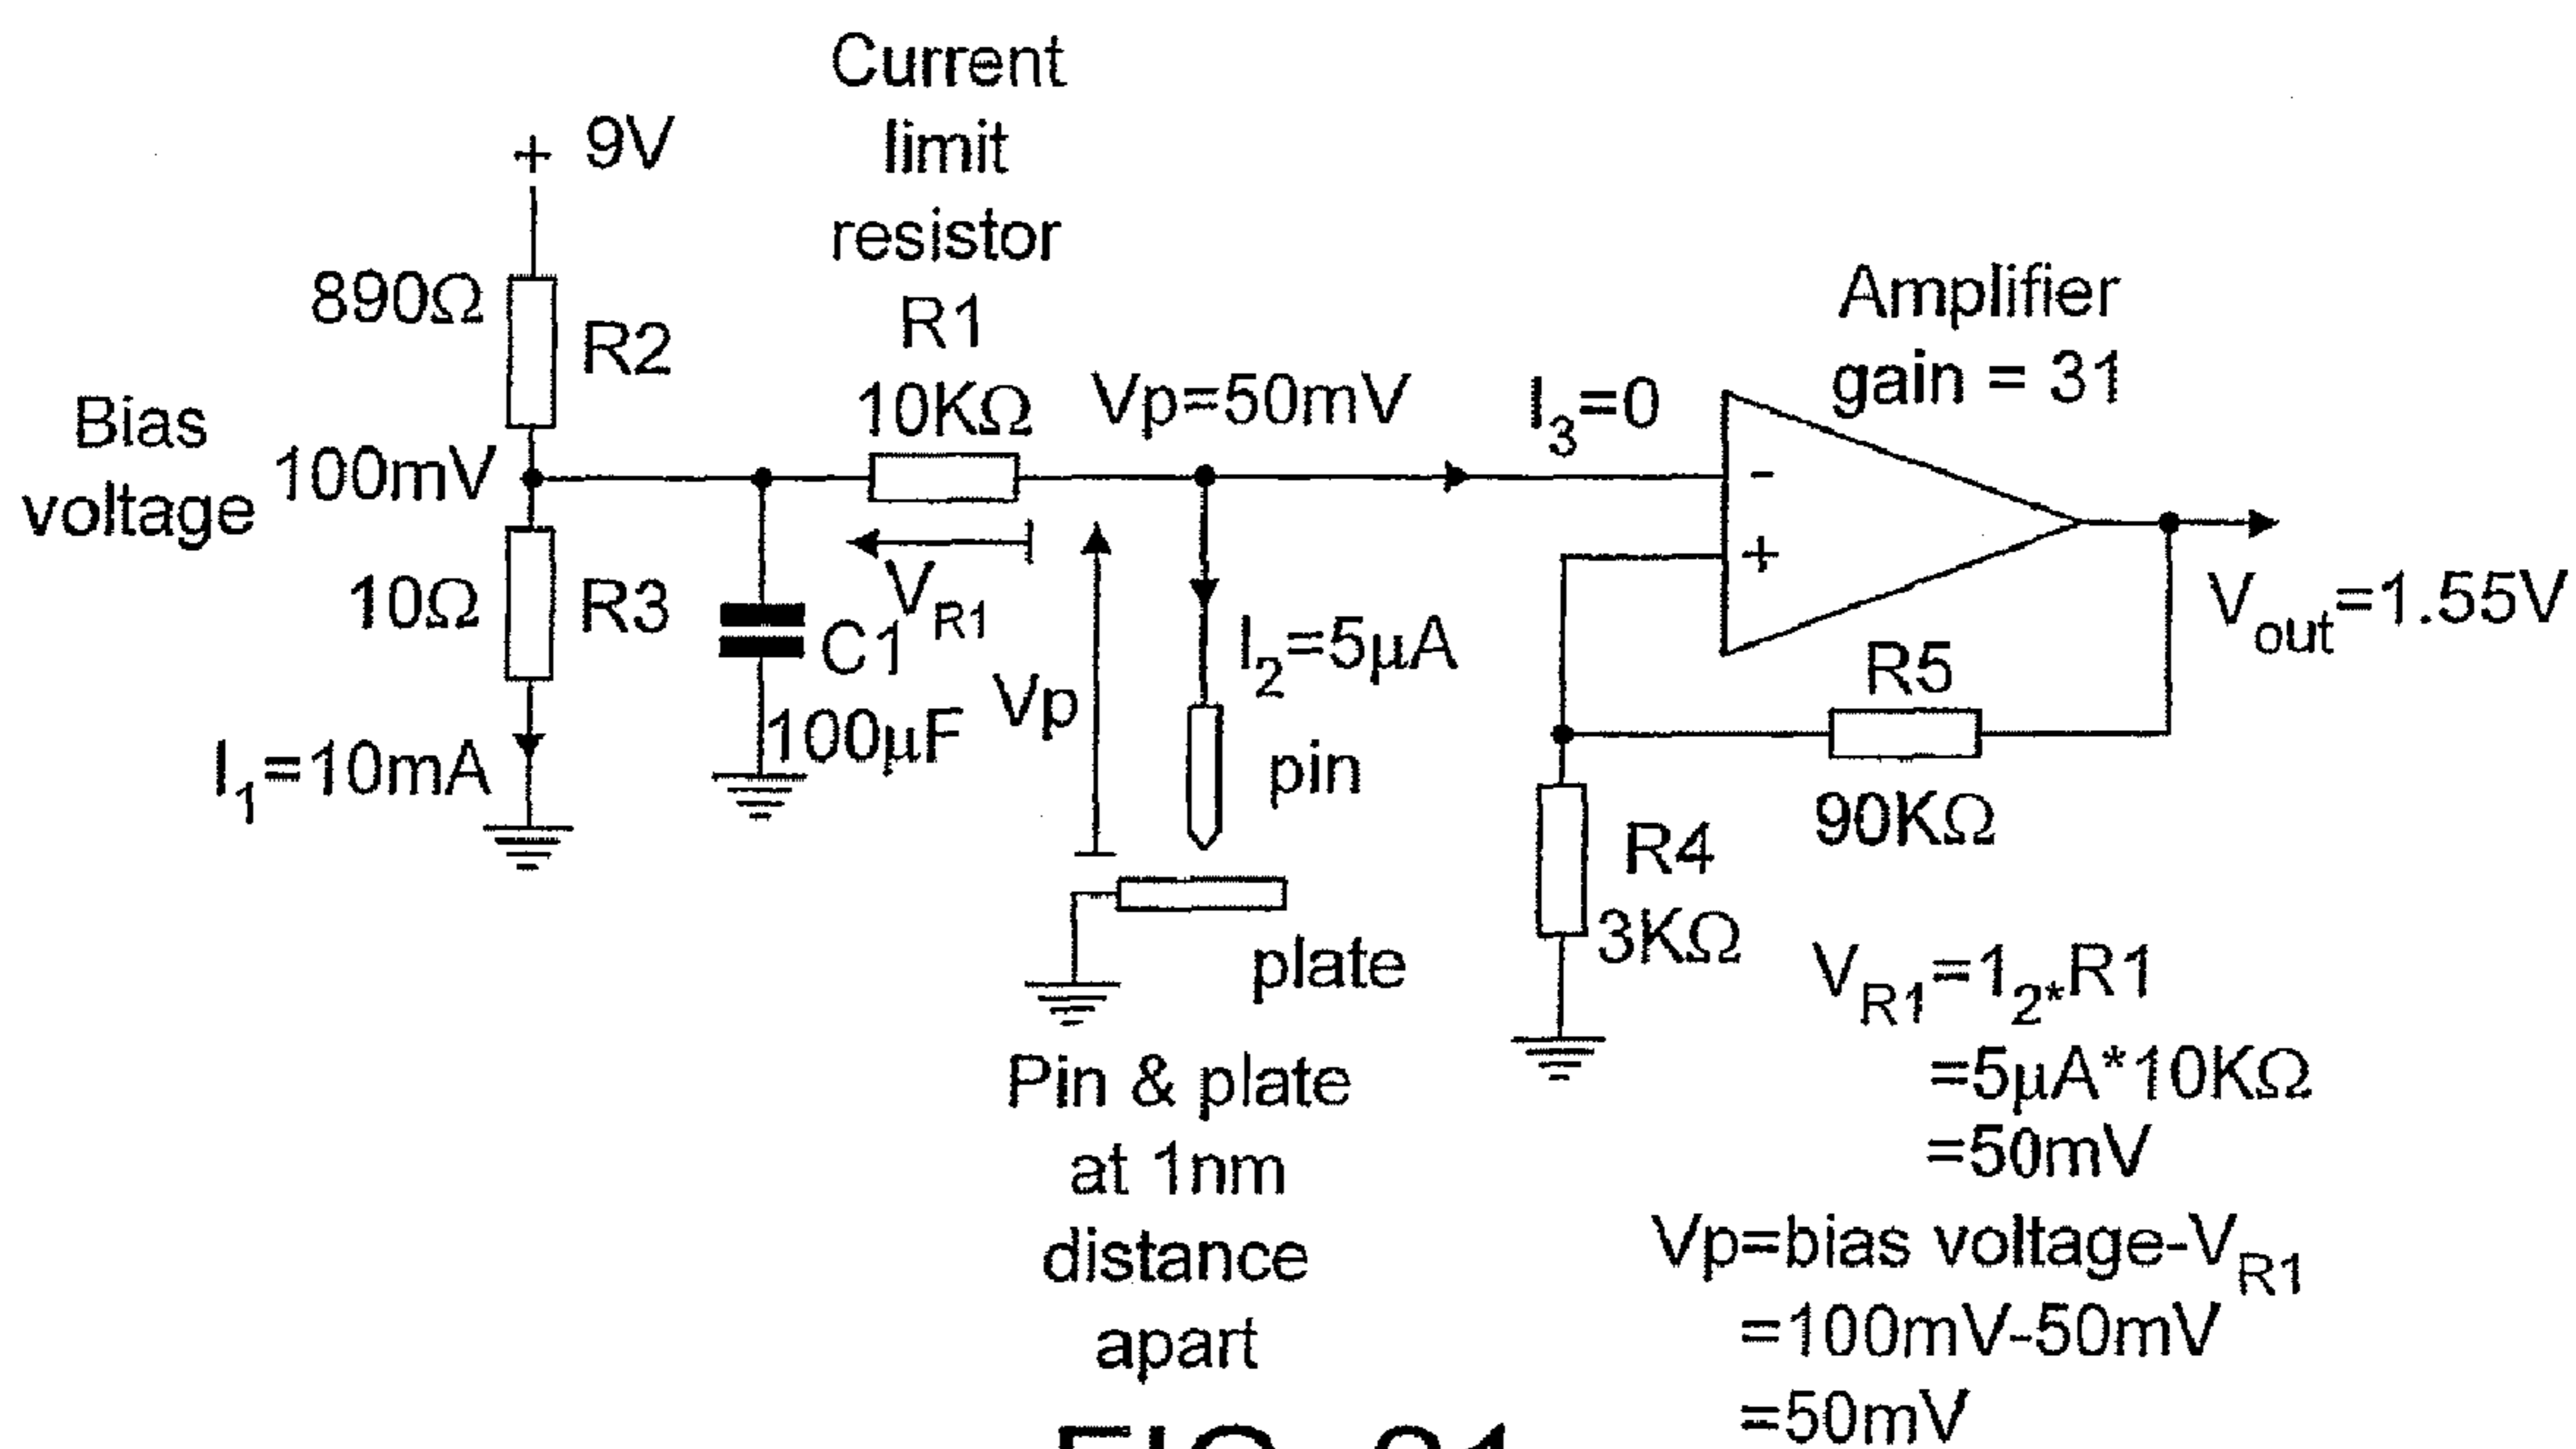 Current
limit
resistor
R1
10KΩ
+ 9V
890Ω
R2
Bias
voltage
100mV
10Ω
R3
I1=10mA
C1
100μF
VR1
Vp
Vp=50mV
I2=5μA
pin
plate
Pin & plate
at 1nm
distance
apart
I3=0
Amplifier
gain = 31
-
+
Vout=1.55V
R5
90KΩ
R4
3KΩ
VR1=12*R1
=5μA*10KΩ
=50mV
Vp=bias voltage-VR1
=100mV-50mV
=50mV